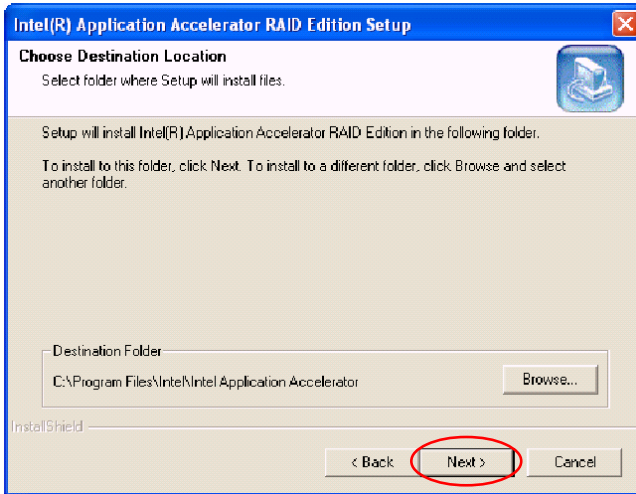 Intel(R) Application Accelerator RAID Edition Setup
Choose Destination Location
Select folder where Setup will install files.
Setup will install Intel(R) Application Accelerator RAID Edition in the following folder.
To install to this folder, click Next. To install to a different folder, click Browse and select
another folder.
Destination Folder
C:\Program Files\Intel\Intel Application Accelerator
Browse...
InstallShield
< Back
Next >
Cancel